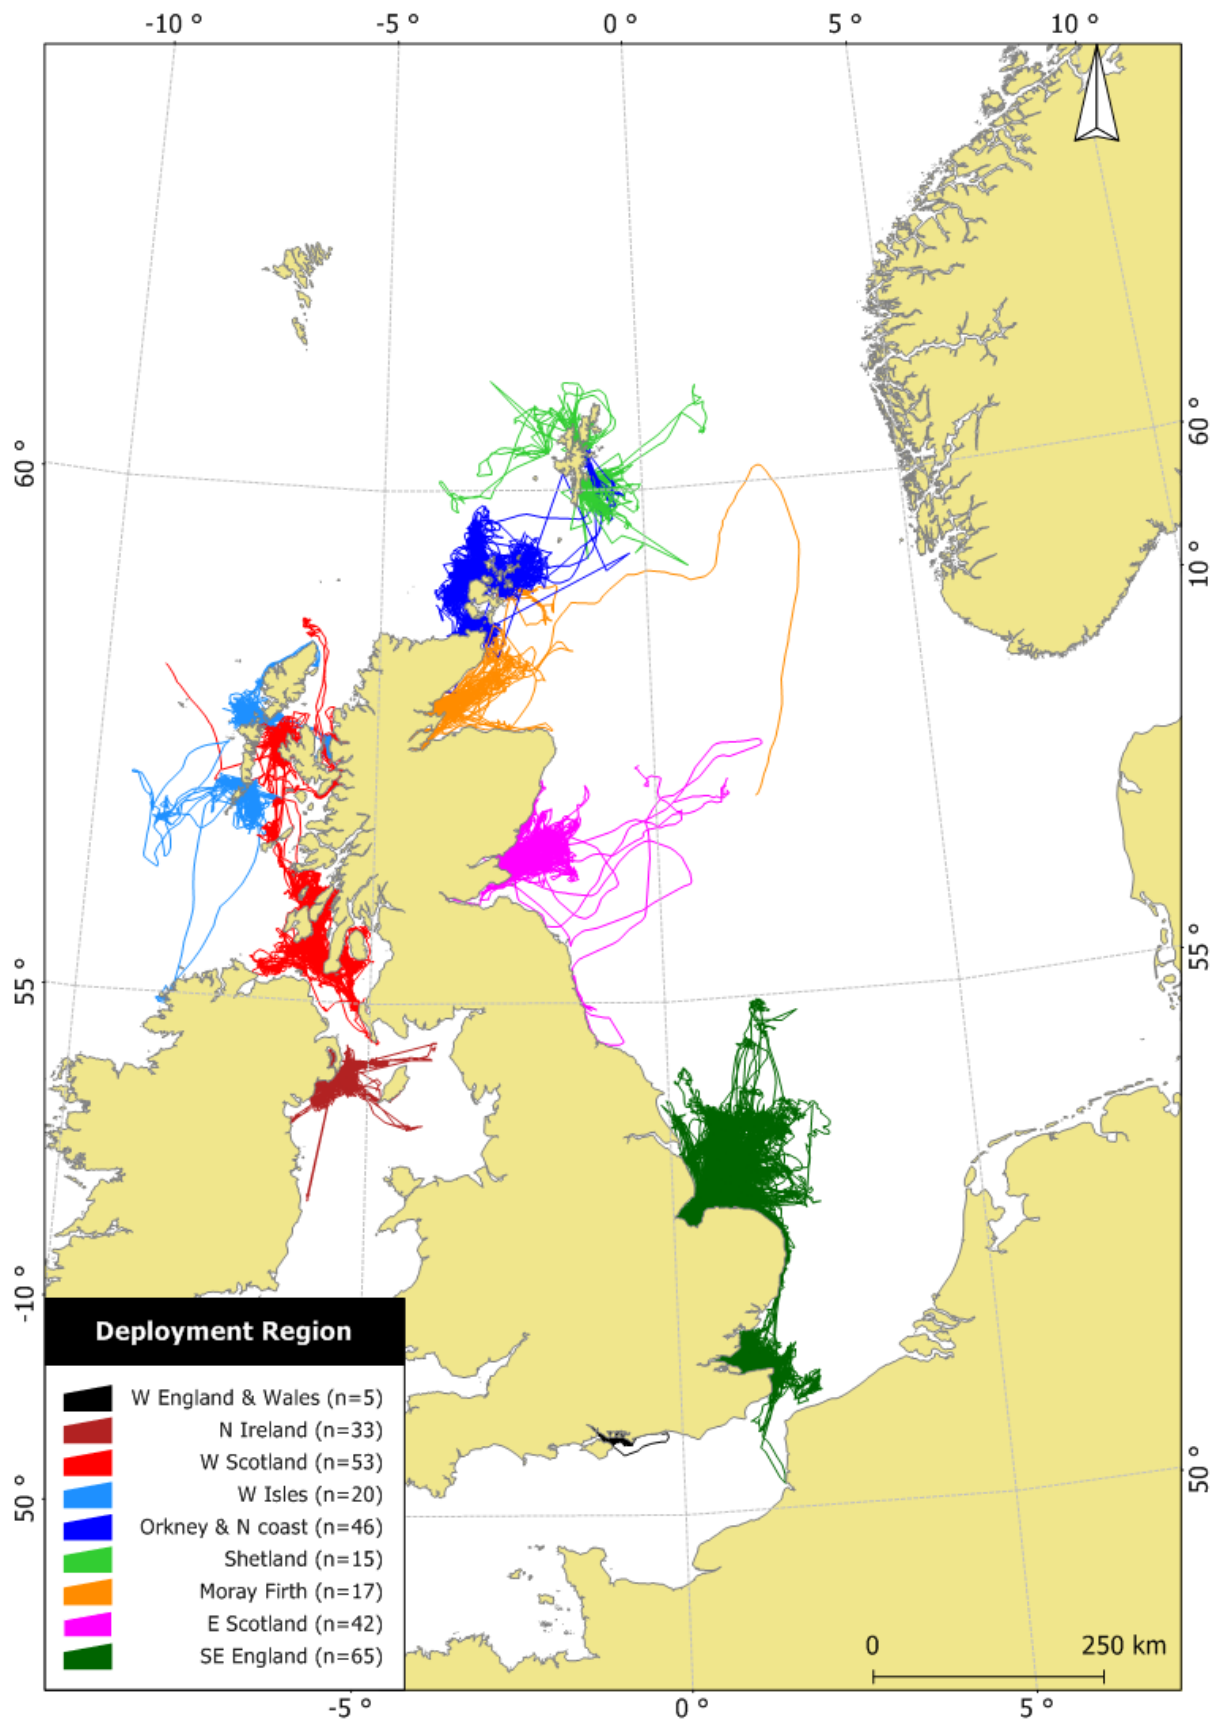 -10 ° -5 ° 0 ° 5 ° 10 °
60 °
60 °
10 °
55 °
55 °
-10 °
50 °
50 °
Deployment Region
W England & Wales (n=5)
N Ireland (n=33)
W Scotland (n=53)
W Isles (n=20)
Orkney & N coast (n=46)
Shetland (n=15)
Moray Firth (n=17)
E Scotland (n=42)
SE England (n=65)
0 250 km
-5 ° 0 ° 5 °